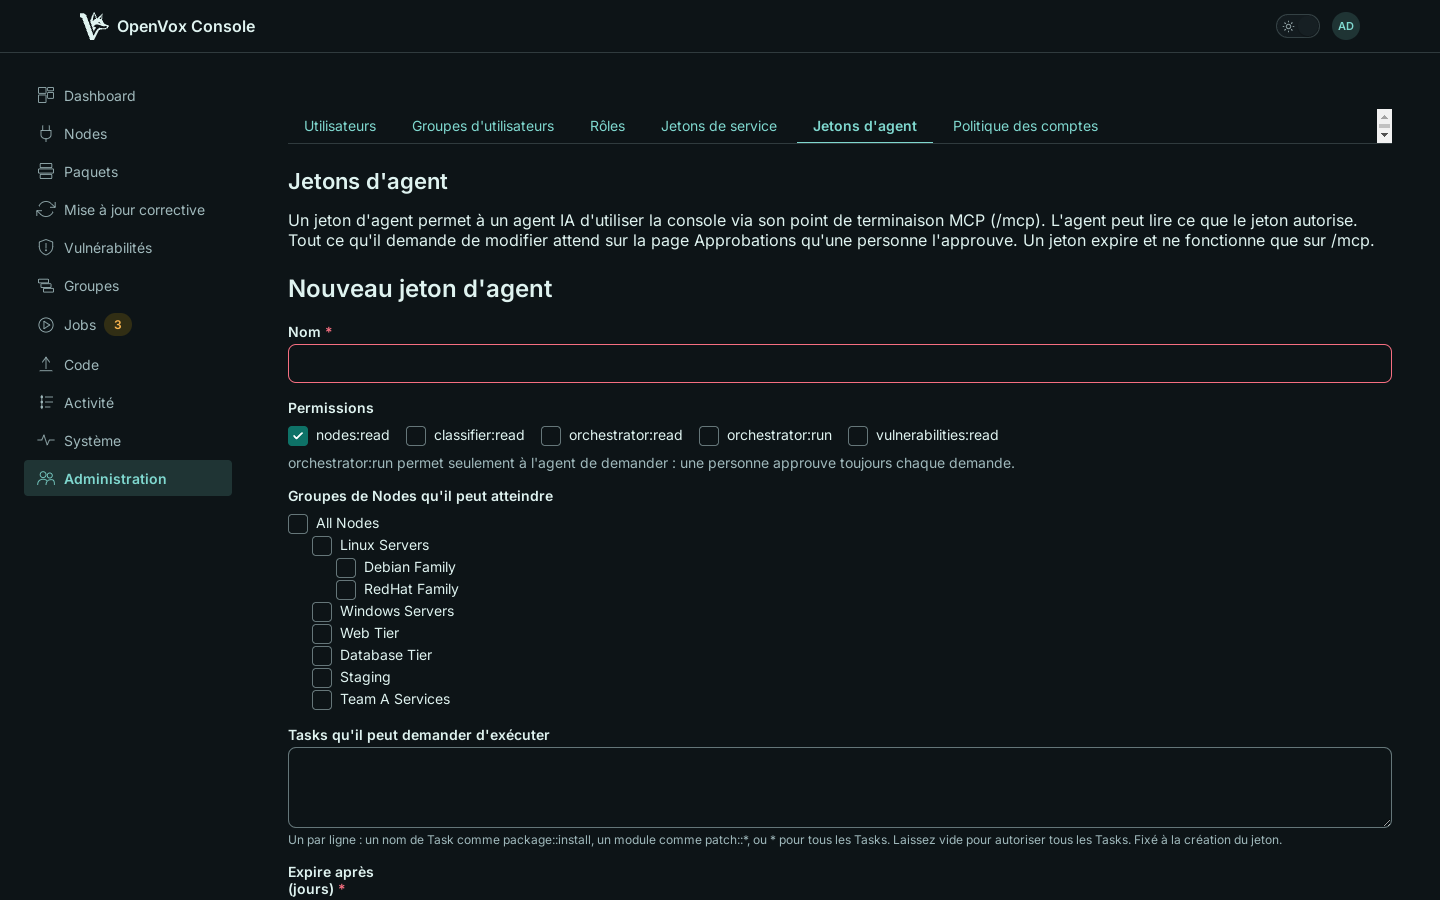 OpenVox Console
AD
Dashboard
Nodes
Paquets
Mise à jour corrective
Vulnérabilités
Groupes
Jobs 3
Code
Activité
Système
Administration
Utilisateurs Groupes d'utilisateurs Rôles Jetons de service Jetons d'agent Politique des comptes
Jetons d'agent
Un jeton d'agent permet à un agent IA d'utiliser la console via son point de terminaison MCP (/mcp). L'agent peut lire ce que le jeton autorise.
Tout ce qu'il demande de modifier attend sur la page Approbations qu'une personne l'approuve. Un jeton expire et ne fonctionne que sur /mcp.
Nouveau jeton d'agent
Nom *
Permissions
nodes:read classifier:read orchestrator:read orchestrator:run vulnerabilities:read
orchestrator:run permet seulement à l'agent de demander : une personne approuve toujours chaque demande.
Groupes de Nodes qu'il peut atteindre
All Nodes
Linux Servers
Debian Family
RedHat Family
Windows Servers
Web Tier
Database Tier
Staging
Team A Services
Tasks qu'il peut demander d'exécuter
Un par ligne : un nom de Task comme package::install, un module comme patch::*, ou * pour tous les Tasks. Laissez vide pour autoriser tous les Tasks. Fixé à la création du jeton.
Expire après
(jours) *